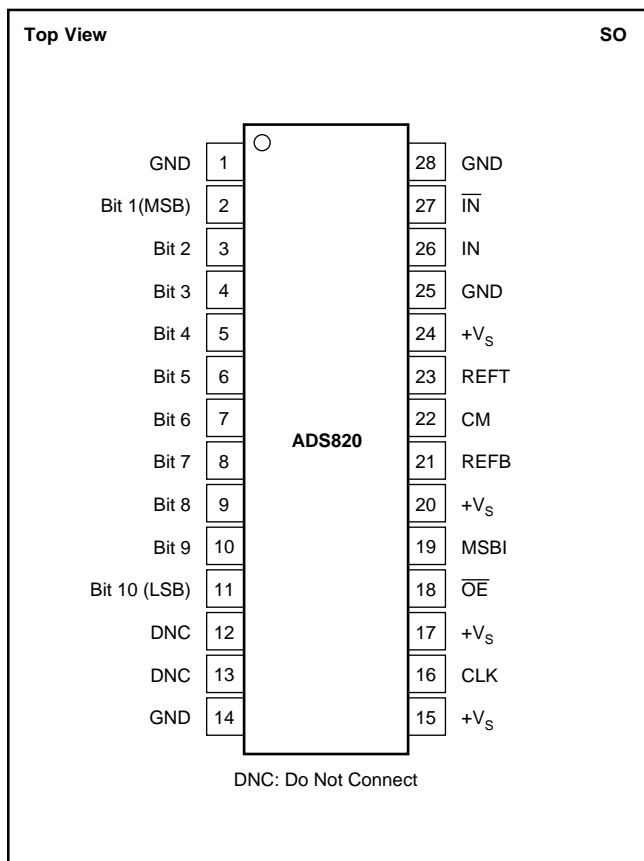 Top View SO
GND 1 28 GND
Bit 1(MSB) 2 27 I̅N̅
Bit 2 3 26 IN
Bit 3 4 25 GND
Bit 4 5 24 +VS
Bit 5 6 23 REFT
Bit 6 7 22 CM
ADS820
Bit 7 8 21 REFB
Bit 8 9 20 +VS
Bit 9 10 19 MSBI
Bit 10 (LSB) 11 18 O̅E̅
DNC 12 17 +VS
DNC 13 16 CLK
GND 14 15 +VS
DNC: Do Not Connect